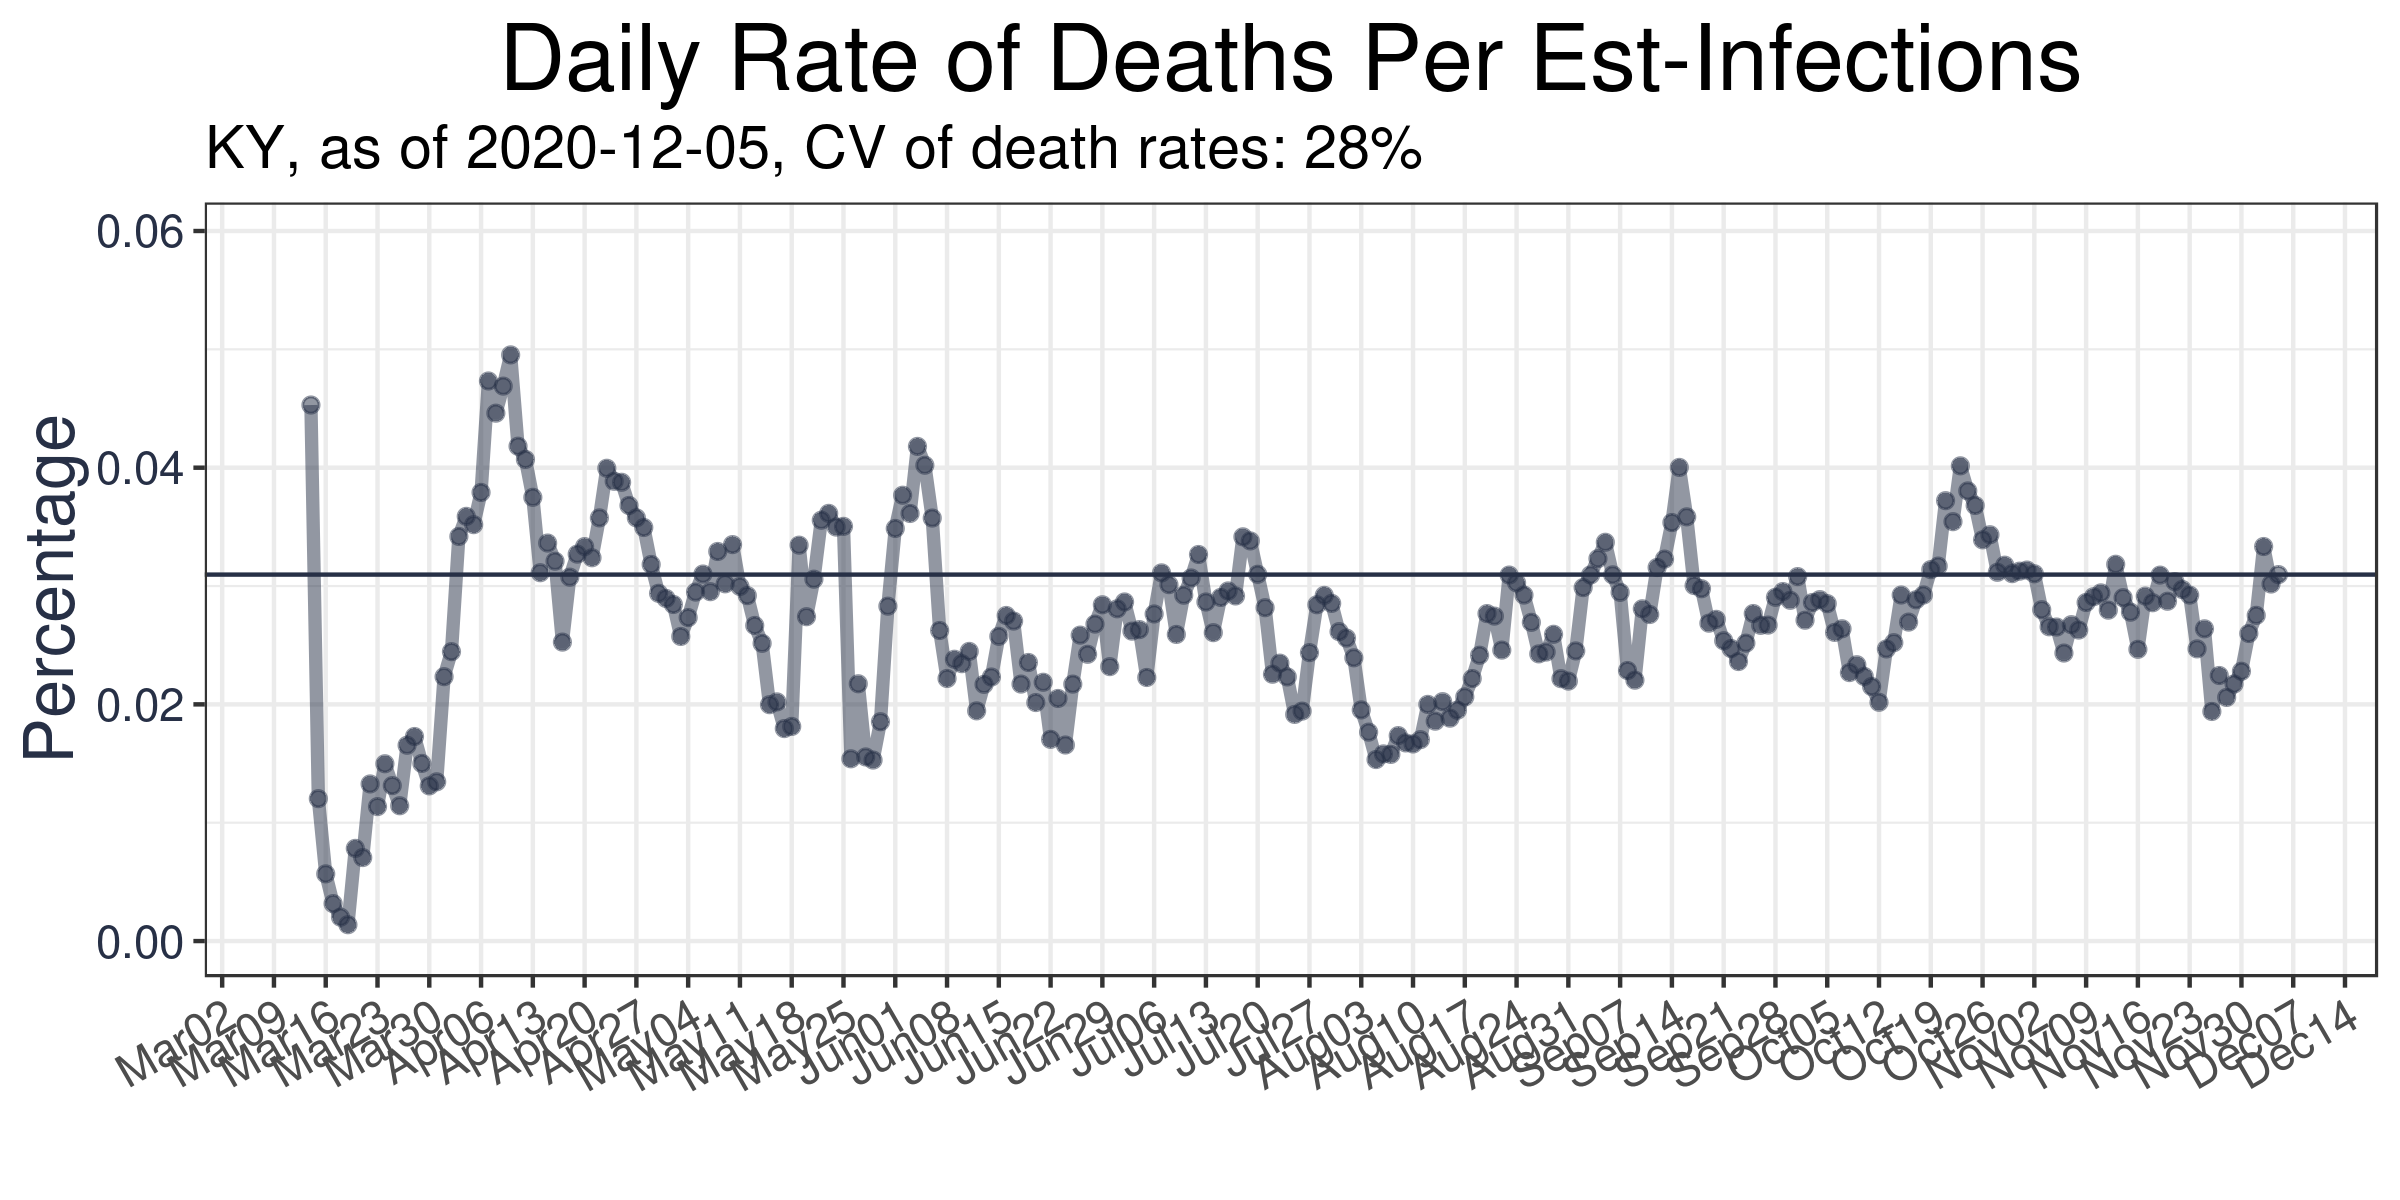 Daily Rate of Deaths Per Est-Infections
KY, as of 2020-12-05, CV of death rates: 28%
Percentage
0.06
0.04
0.02
0.00
Mar02
Mar09
Mar16
Mar23
Mar30
Apr06
Apr13
Apr20
Apr27
May04
May11
May18
May25
Jun01
Jun08
Jun15
Jun22
Jun29
Jul06
Jul13
Jul20
Jul27
Aug03
Aug10
Aug17
Aug24
Aug31
Sep07
Sep14
Sep21
Sep28
Oct05
Oct12
Oct19
Oct26
Nov02
Nov09
Nov16
Nov23
Nov30
Dec07
Dec14